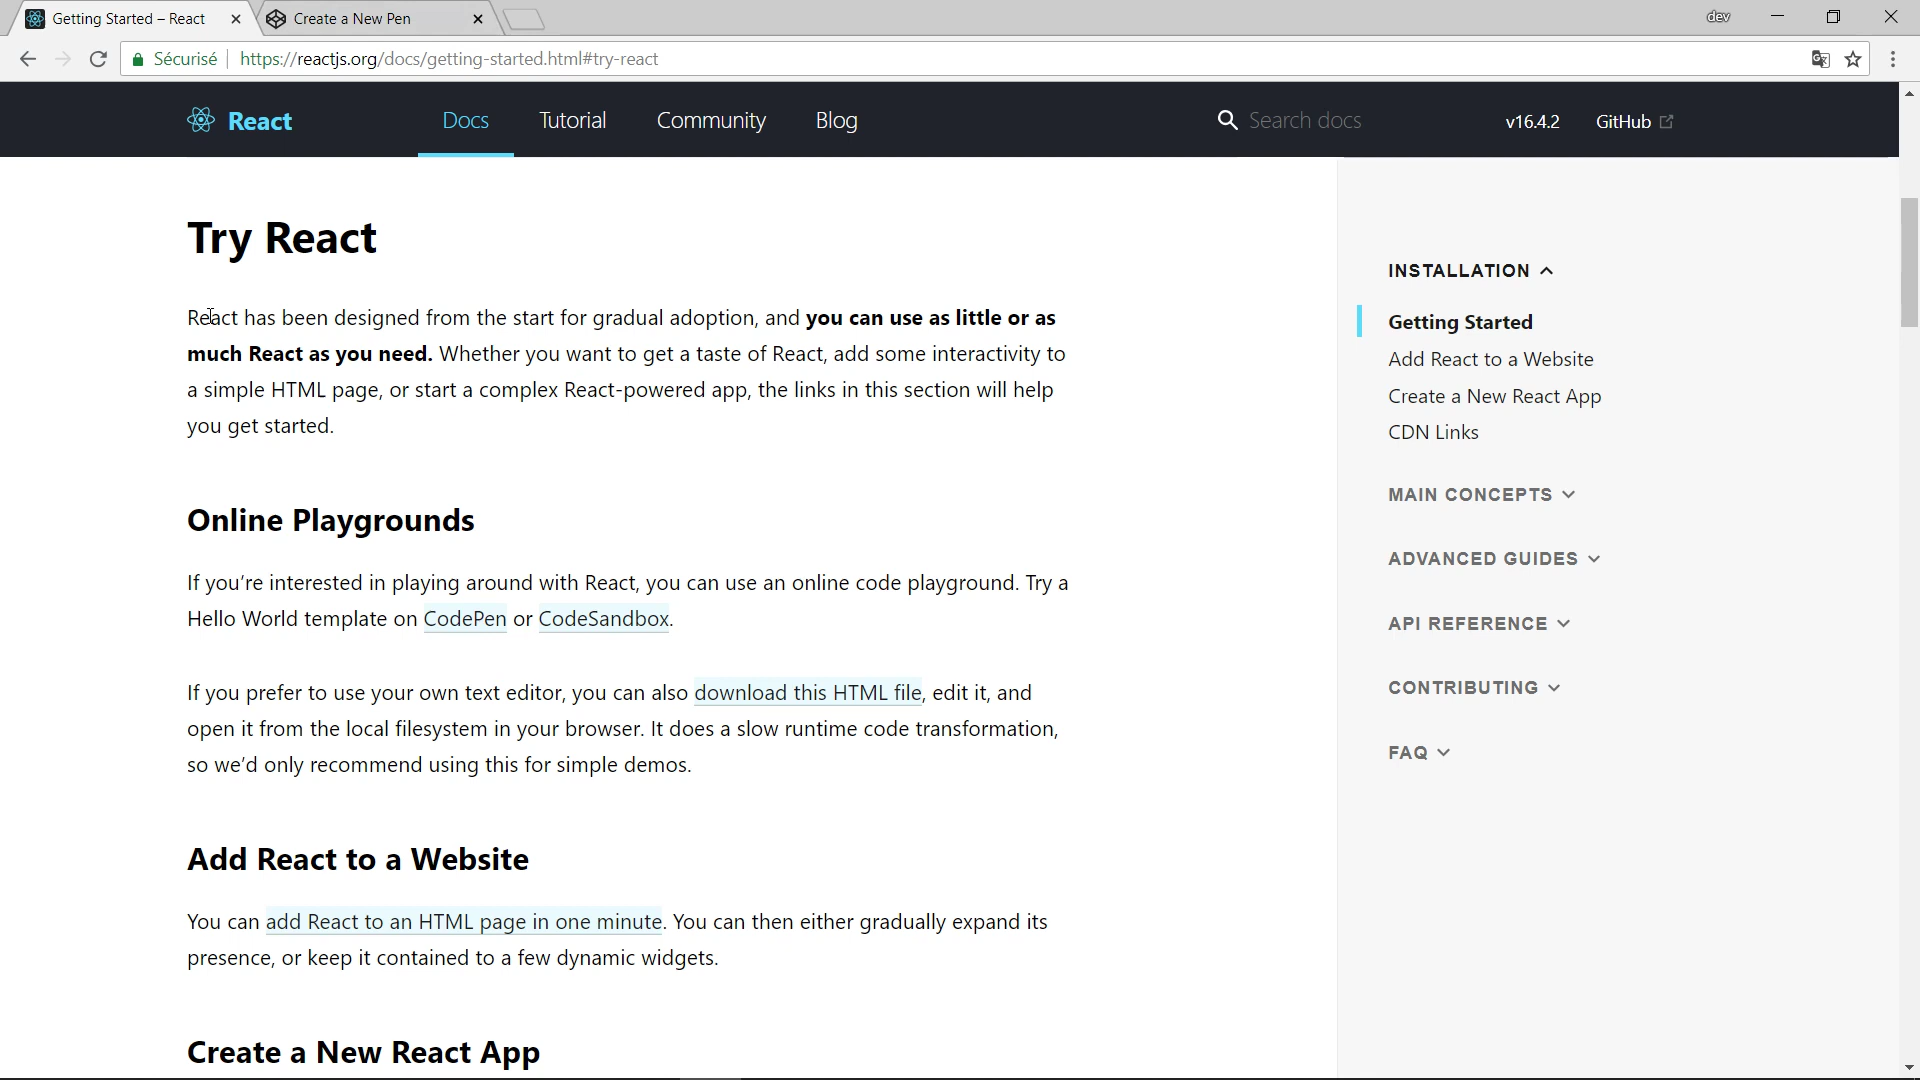 Getting Started – React
Create a New Pen
dev
Sécurisé
https://reactjs.org/docs/getting-started.html#try-react
React
Docs
Tutorial
Community
Blog
Search docs
v16.4.2
GitHub
Try React
React has been designed from the start for gradual adoption, and you can use as little or as
much React as you need. Whether you want to get a taste of React, add some interactivity to
a simple HTML page, or start a complex React-powered app, the links in this section will help
you get started.
Online Playgrounds
If you’re interested in playing around with React, you can use an online code playground. Try a
Hello World template on CodePen or CodeSandbox.
If you prefer to use your own text editor, you can also download this HTML file, edit it, and
open it from the local filesystem in your browser. It does a slow runtime code transformation,
so we’d only recommend using this for simple demos.
Add React to a Website
You can add React to an HTML page in one minute. You can then either gradually expand its
presence, or keep it contained to a few dynamic widgets.
Create a New React App
INSTALLATION
Getting Started
Add React to a Website
Create a New React App
CDN Links
MAIN CONCEPTS
ADVANCED GUIDES
API REFERENCE
CONTRIBUTING
FAQ